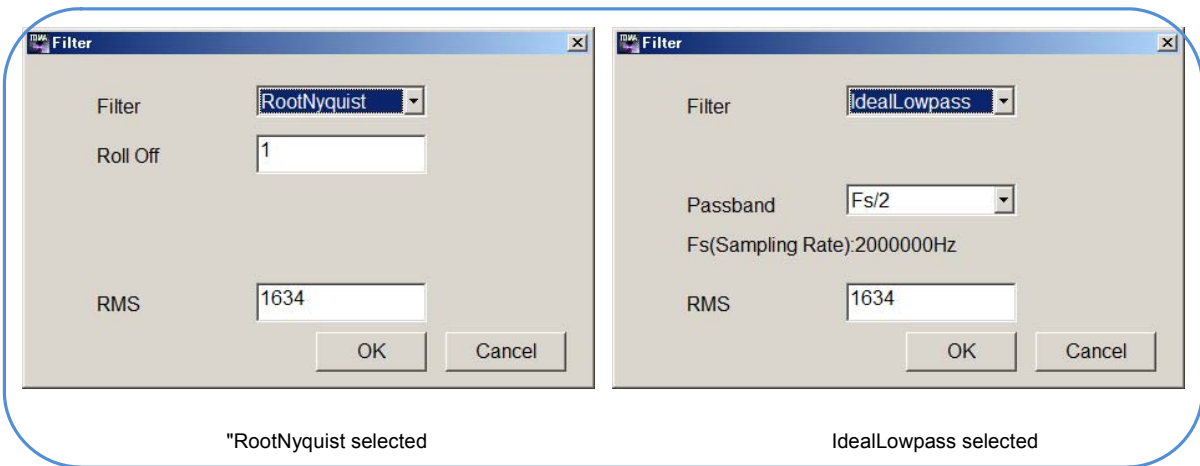 Filter
Filter
RootNyquist
Roll Off
1
RMS
1634
OK
Cancel
"RootNyquist selected
Filter
Filter
IdealLowpass
Passband
Fs/2
Fs(Sampling Rate):2000000Hz
RMS
1634
OK
Cancel
IdealLowpass selected